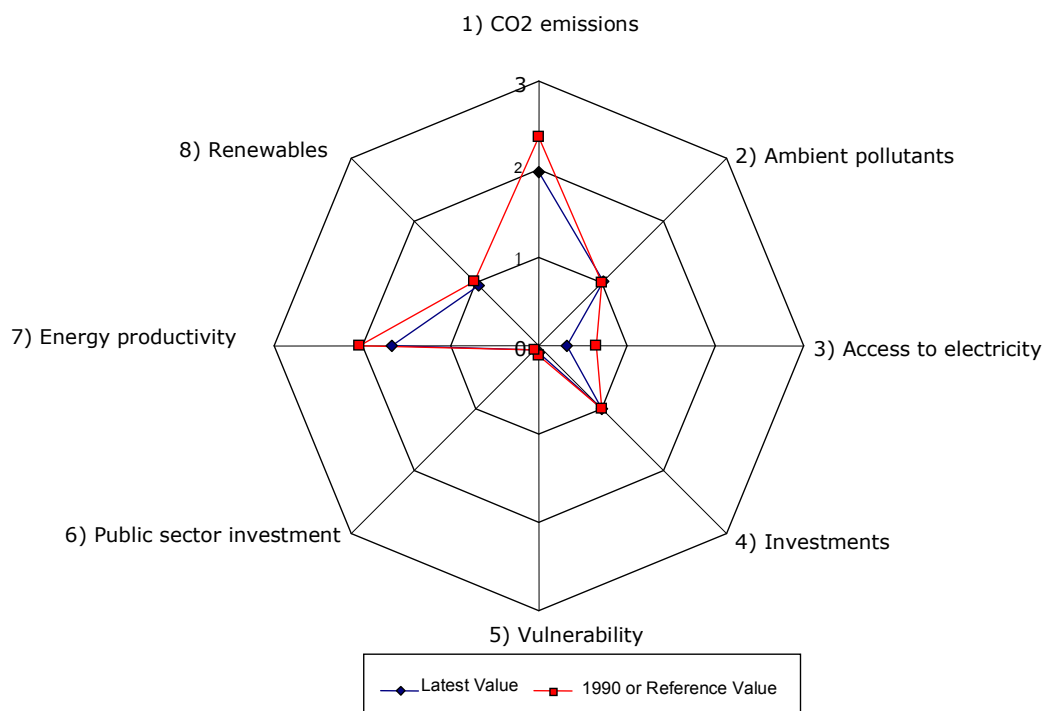 1) CO2 emissions
3
8) Renewables
2) Ambient pollutants
2
1
7) Energy productivity
0
3) Access to electricity
6) Public sector investment
4) Investments
5) Vulnerability
Latest Value
1990 or Reference Value